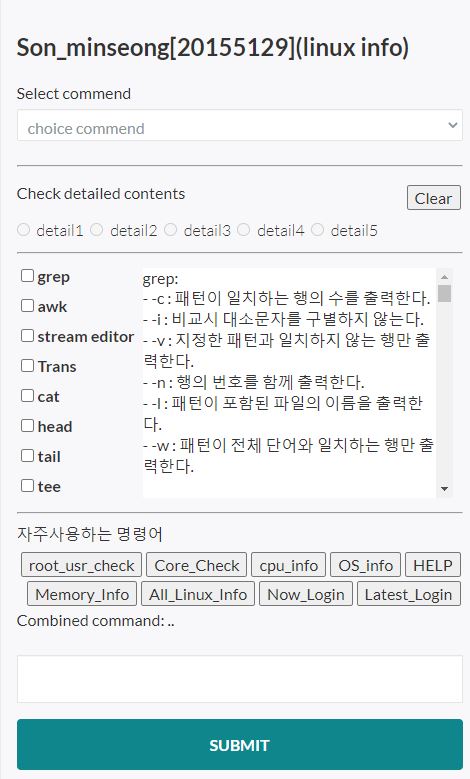 Son_minseong[20155129](linux info)
Select commend
choice commend
Check detailed contents
Clear
detail1 detail2 detail3 detail4 detail5
grep
awk
stream editor
Trans
cat
head
tail
tee
grep:
- -c : 패턴이 일치하는 행의 수를 출력한다.
- -i : 비교시 대소문자를 구별하지 않는다.
- -v : 지정한 패턴과 일치하지 않는 행만 출
력한다.
- -n : 행의 번호를 함께 출력한다.
- -l : 패턴이 포함된 파일의 이름을 출력한
다.
- -w : 패턴이 전체 단어와 일치하는 행만 출
력한다.
자주사용하는 명령어
root_usr_check Core_Check cpu_info OS_info HELP
Memory_Info All_Linux_Info Now_Login Latest_Login
Combined command: ..
SUBMIT